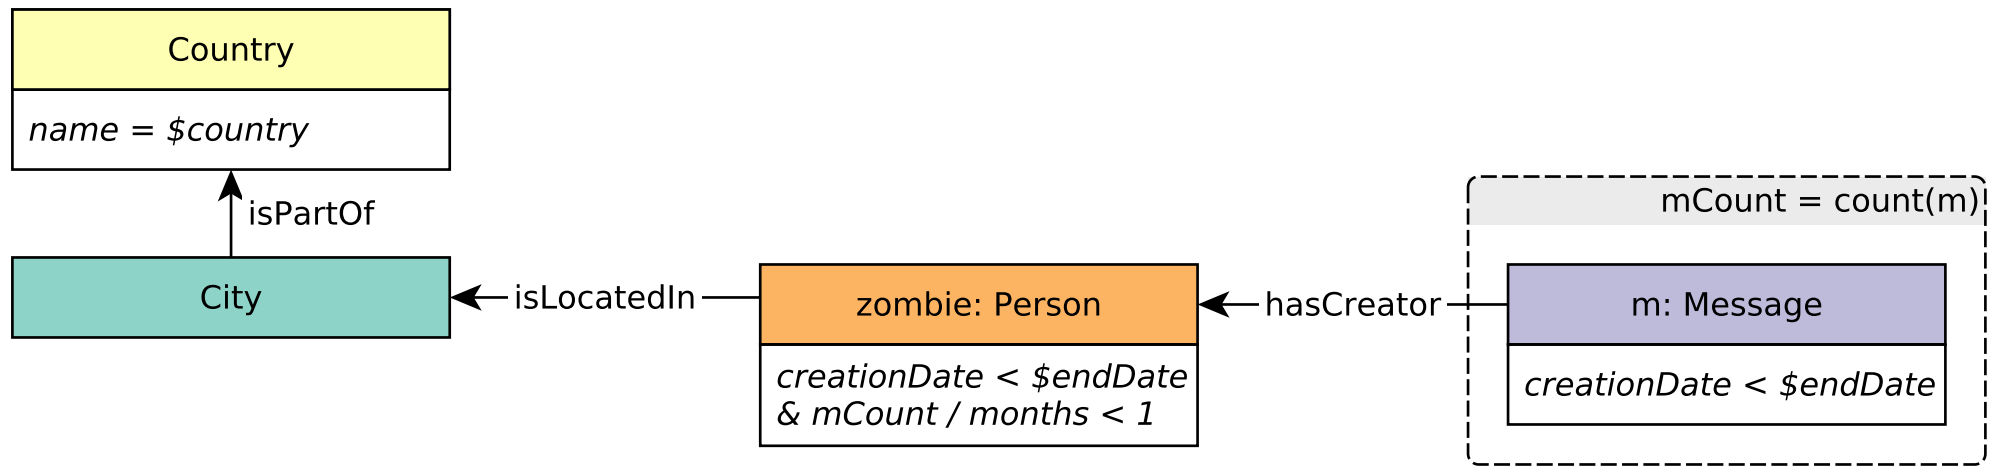 Country
name = $country
isPartOf
City
isLocatedIn
zombie: Person
creationDate < $endDate
& mCount / months < 1
hasCreator
mCount = count(m)
m: Message
creationDate < $endDate